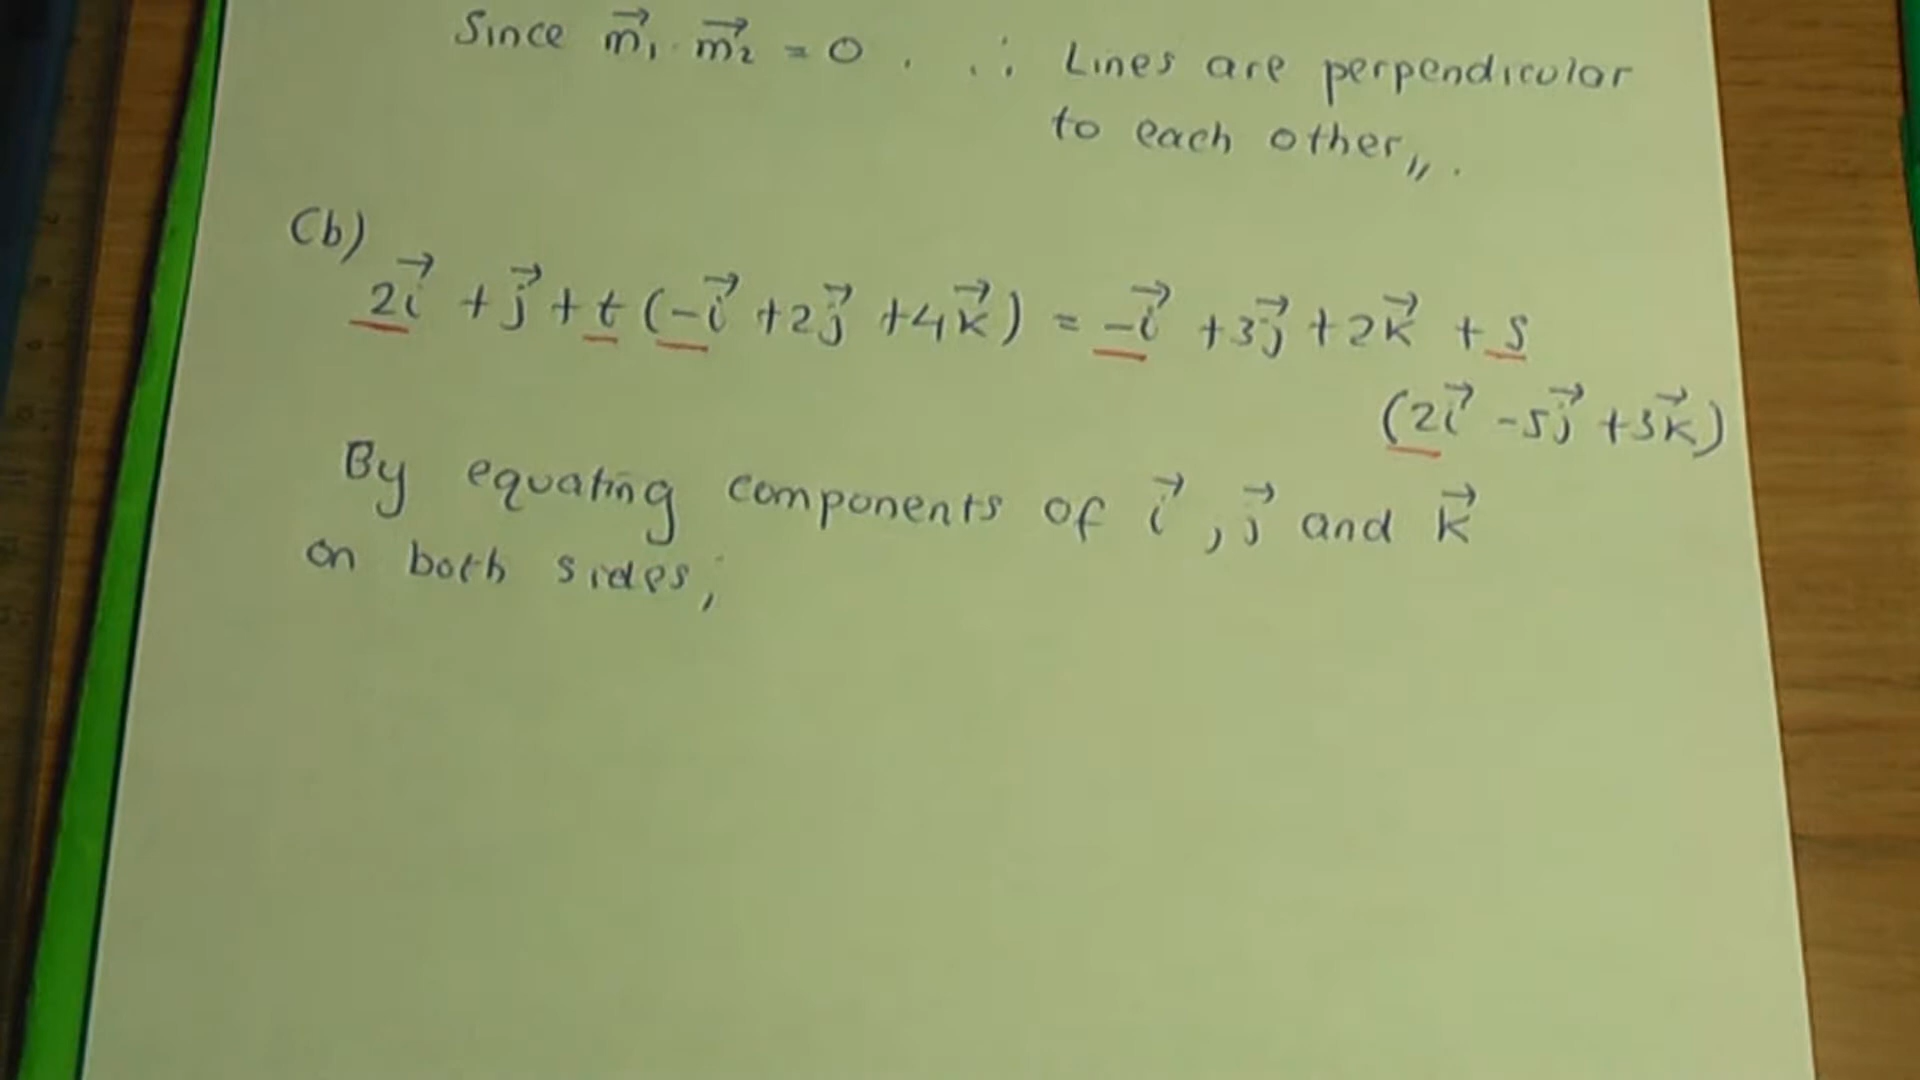 Since m⃗₁ . m⃗₂ = 0 . ∴ Lines are perpendicular
to each other,, .
(b)
2i⃗ + j⃗ + t (-i⃗ + 2j⃗ + 4k⃗) = -i⃗ + 3j⃗ + 2k⃗ + s
(2i⃗ - 5j⃗ + 3k⃗)
By equating components of i⃗ , j⃗ and k⃗
on both sides,